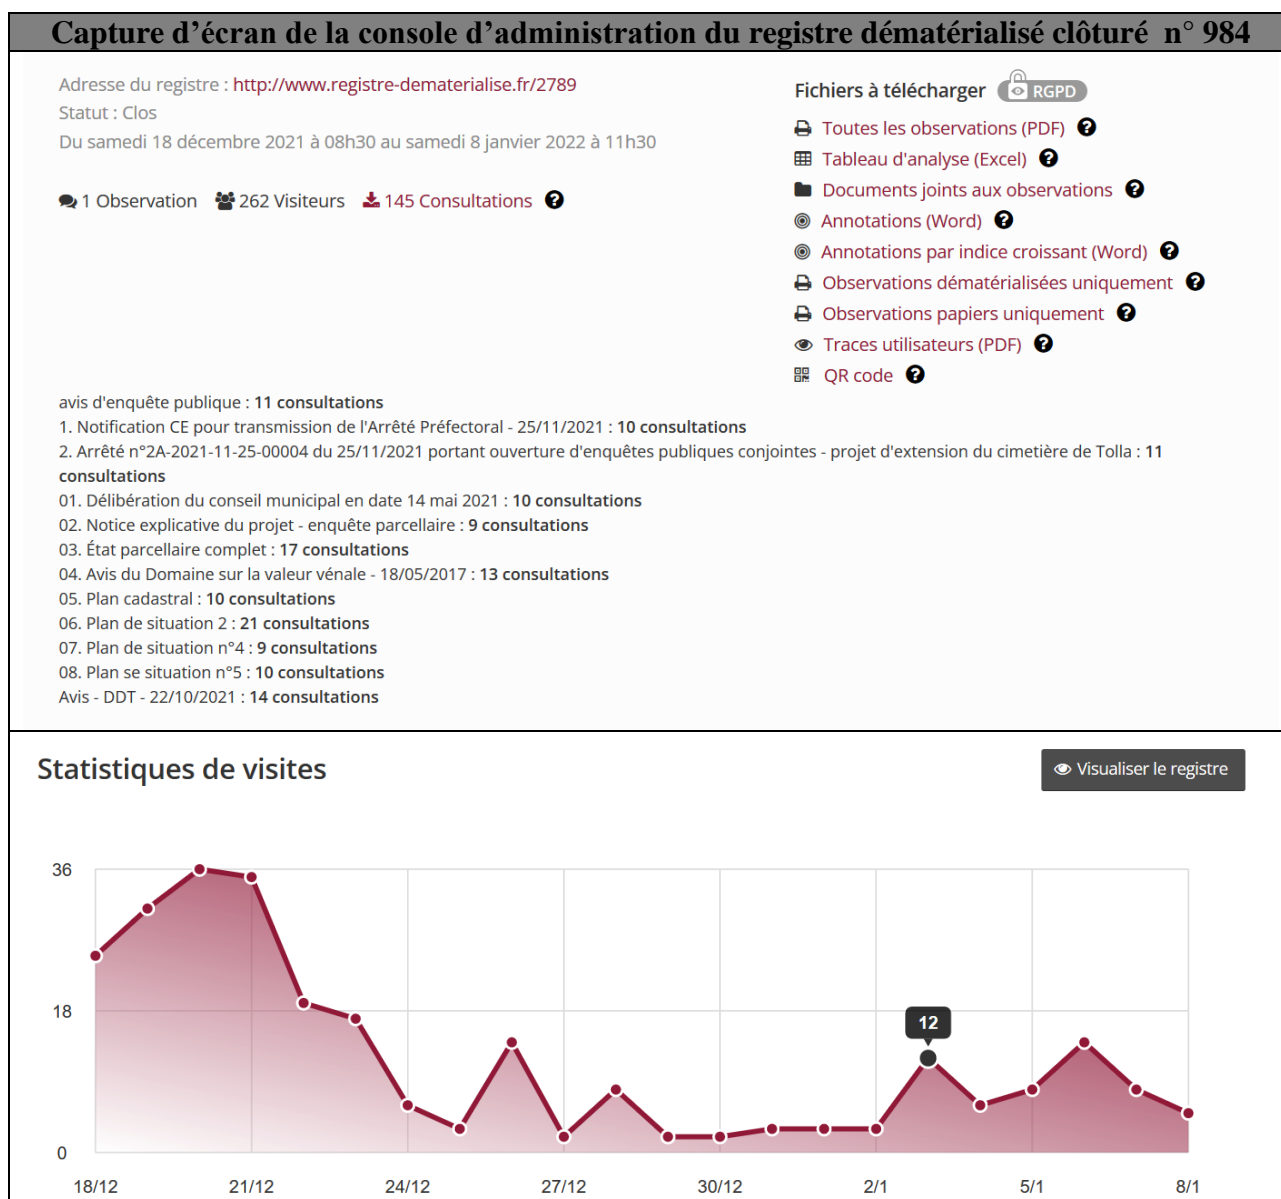 Capture d’écran de la console d’administration du registre dématérialisé clôturé n° 984
Adresse du registre : http://www.registre-dematerialise.fr/2789
Statut : Clos
Du samedi 18 décembre 2021 à 08h30 au samedi 8 janvier 2022 à 11h30
1 Observation 262 Visiteurs 145 Consultations ?
Fichiers à télécharger RGPD
Toutes les observations (PDF) ?
Tableau d'analyse (Excel) ?
Documents joints aux observations ?
Annotations (Word) ?
Annotations par indice croissant (Word) ?
Observations dématérialisées uniquement ?
Observations papiers uniquement ?
Traces utilisateurs (PDF) ?
QR code ?
avis d'enquête publique : 11 consultations
1. Notification CE pour transmission de l'Arrêté Préfectoral - 25/11/2021 : 10 consultations
2. Arrêté n°2A-2021-11-25-00004 du 25/11/2021 portant ouverture d'enquêtes publiques conjointes - projet d'extension du cimetière de Tolla : 11
consultations
01. Délibération du conseil municipal en date 14 mai 2021 : 10 consultations
02. Notice explicative du projet - enquête parcellaire : 9 consultations
03. État parcellaire complet : 17 consultations
04. Avis du Domaine sur la valeur vénale - 18/05/2017 : 13 consultations
05. Plan cadastral : 10 consultations
06. Plan de situation 2 : 21 consultations
07. Plan de situation n°4 : 9 consultations
08. Plan se situation n°5 : 10 consultations
Avis - DDT - 22/10/2021 : 14 consultations
Statistiques de visites
Visualiser le registre
36
18
12
0
18/12 21/12 24/12 27/12 30/12 2/1 5/1 8/1